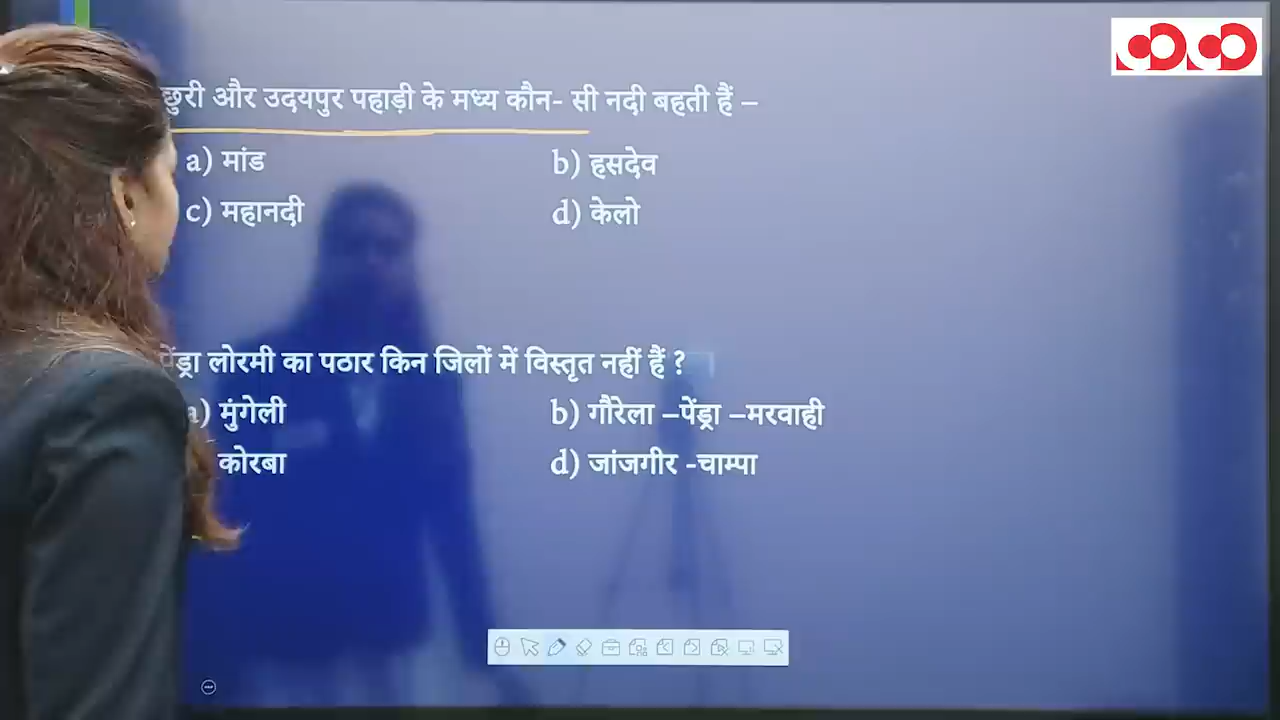 छुरी और उदयपुर पहाड़ी के मध्य कौन- सी नदी बहती हैं –
a) मांड b) हसदेव
c) महानदी d) केलो
पेंड्रा लोरमी का पठार किन जिलों में विस्तृत नहीं हैं ?
a) मुंगेली b) गौरेला –पेंड्रा –मरवाही
कोरबा d) जांजगीर -चाम्पा